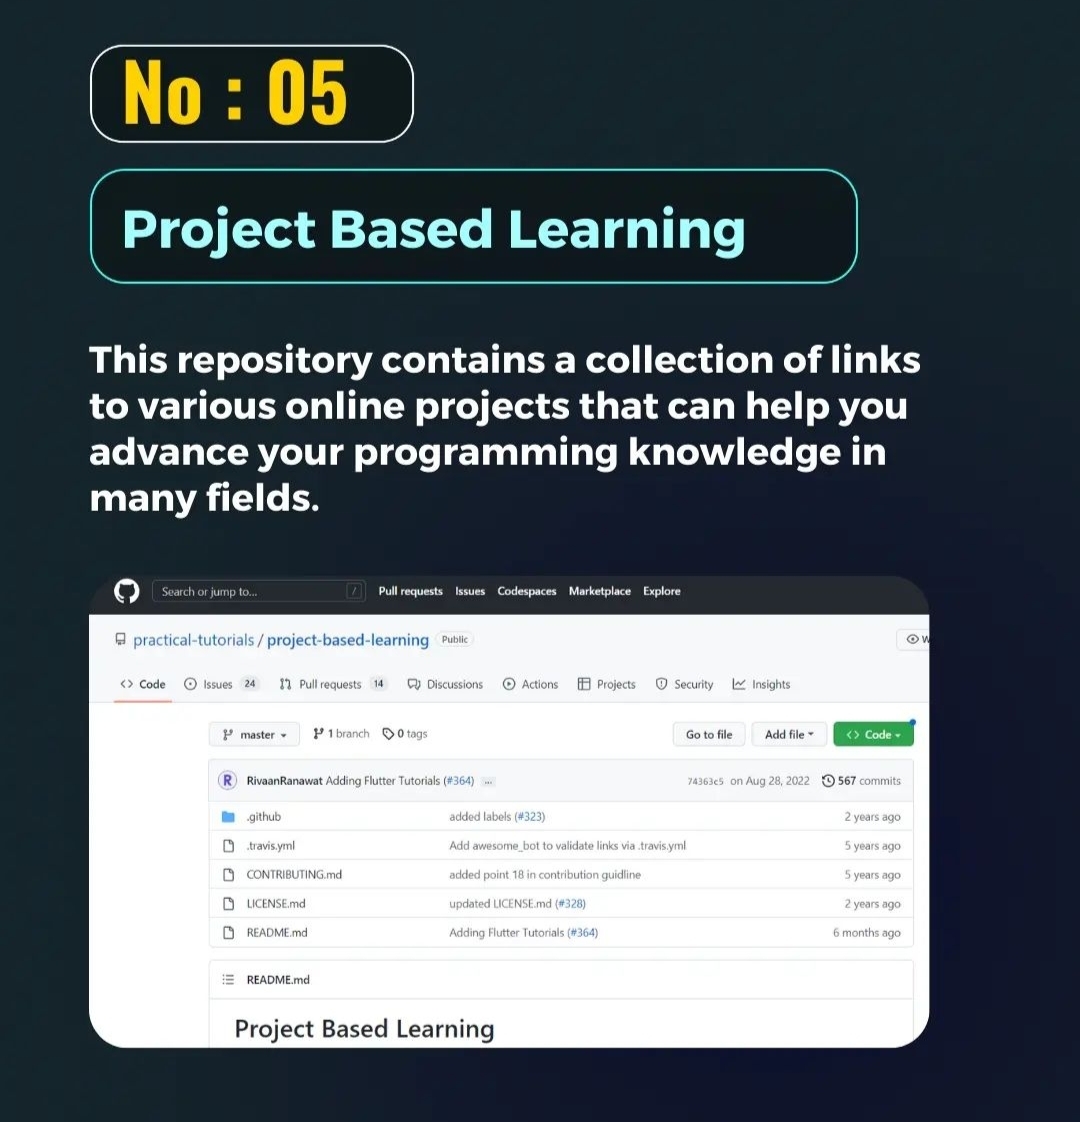 No : 05
Project Based Learning
This repository contains a collection of links
to various online projects that can help you
advance your programming knowledge in
many fields.
Search or jump to... / Pull requests Issues Codespaces Marketplace Explore
practical-tutorials / project-based-learning Public
Code Issues 24 Pull requests 14 Discussions Actions Projects Security Insights
master 1 branch 0 tags Go to file Add file Code
R RivaanRanawat Adding Flutter Tutorials (#364) ... 74363c5 on Aug 28, 2022 567 commits
.github added labels (#323) 2 years ago
.travis.yml Add awesome_bot to validate links via .travis.yml 5 years ago
CONTRIBUTING.md added point 18 in contribution guidline 5 years ago
LICENSE.md updated LICENSE.md (#328) 2 years ago
README.md Adding Flutter Tutorials (#364) 6 months ago
README.md
Project Based Learning